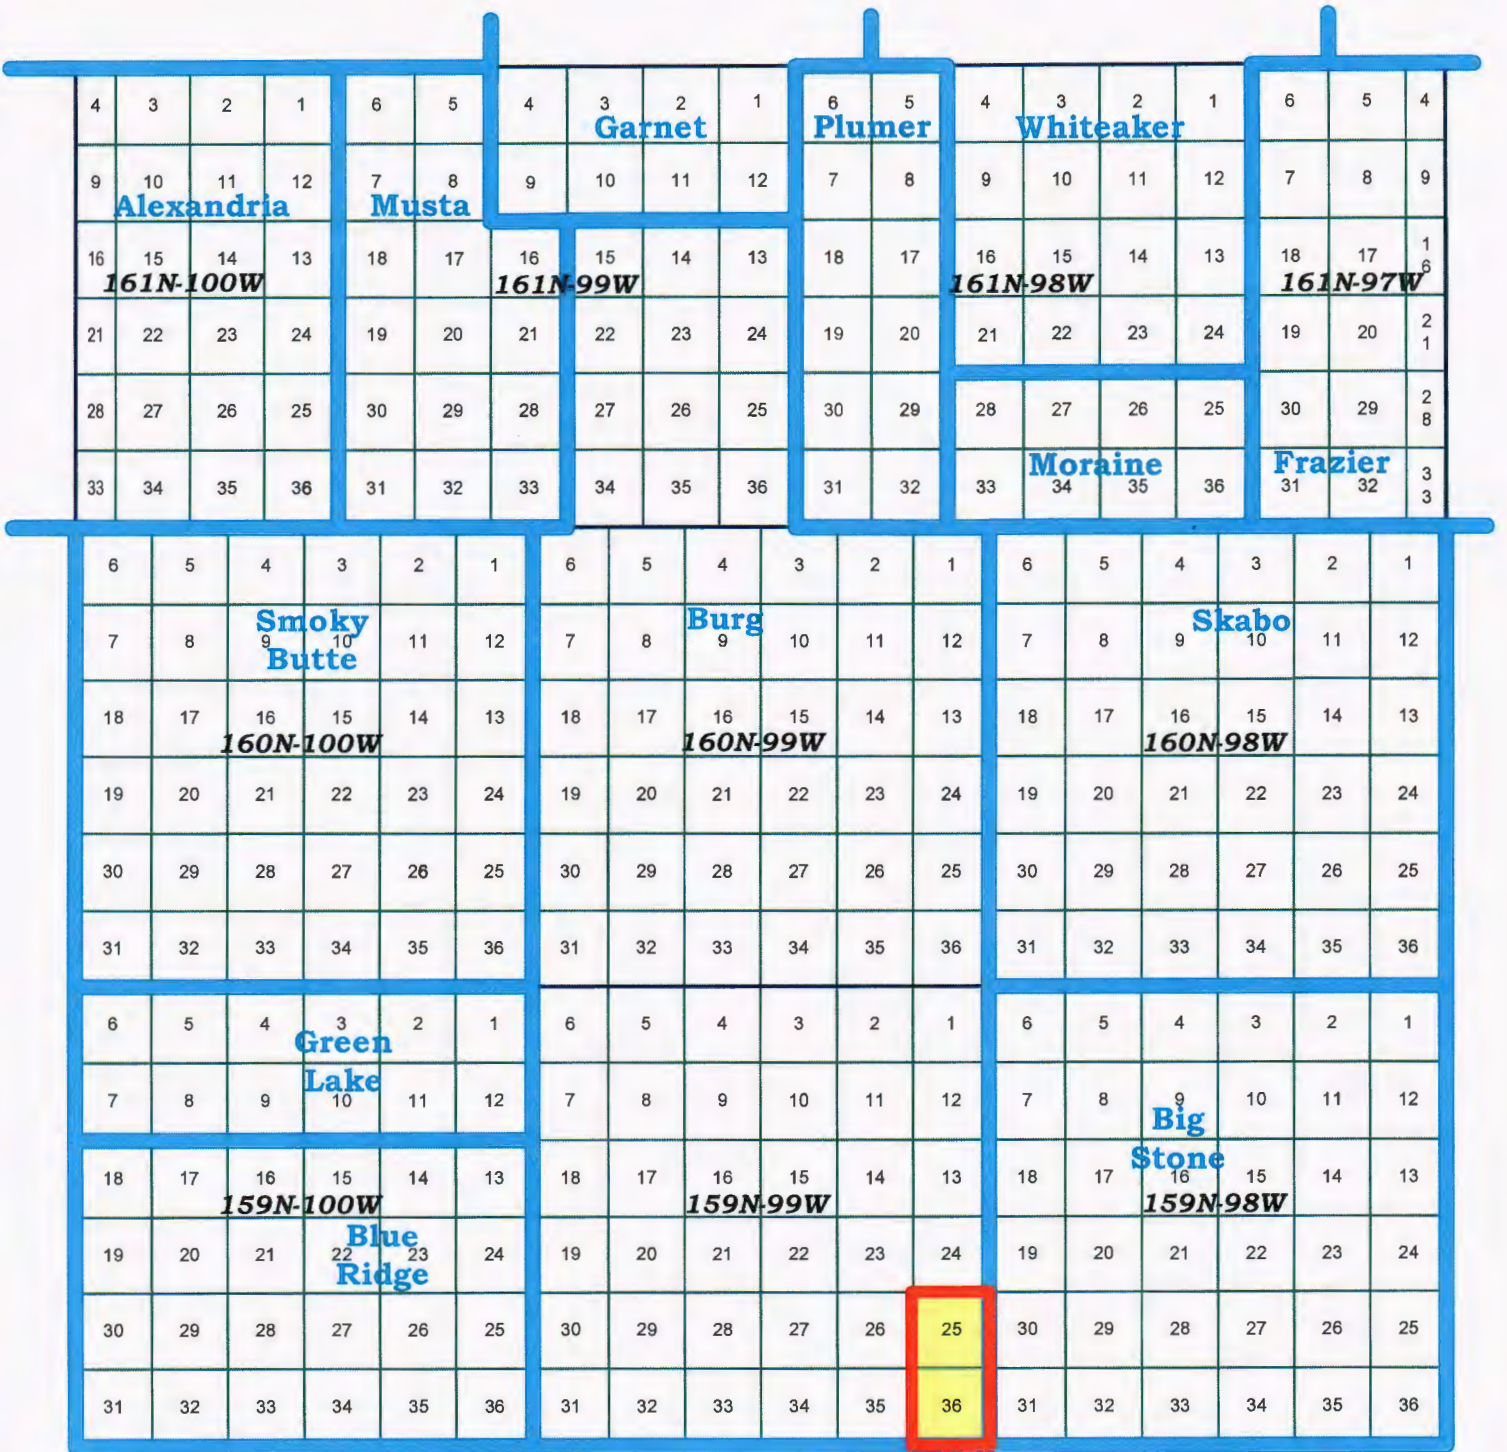 4 3 2 1 6 5 4 3 2 1 6 5 4 3 2 1 6 5 4
Garnet Plumer Whiteaker
9 10 11 12 7 8 9 10 11 12 7 8 9 10 11 12 7 8 9
Alexandria Musta
16 15 14 13 18 17 16 15 14 13 18 17 16 15 14 13 18 17 16
161N-100W 161N-99W 161N-98W 161N-97W
21 22 23 24 19 20 21 22 23 24 19 20 21 22 23 24 19 20 21
28 27 26 25 30 29 28 27 26 25 30 29 28 27 26 25 30 29 28
Moraine Frazier
33 34 35 36 31 32 33 34 35 36 31 32 33 34 35 36 31 32 33
6 5 4 3 2 1 6 5 4 3 2 1 6 5 4 3 2 1
Smoky Burg Skabo
7 8 9 10 11 12 7 8 9 10 11 12 7 8 9 10 11 12
Butte
18 17 16 15 14 13 18 17 16 15 14 13 18 17 16 15 14 13
160N-100W 160N-99W 160N-98W
19 20 21 22 23 24 19 20 21 22 23 24 19 20 21 22 23 24
30 29 28 27 26 25 30 29 28 27 26 25 30 29 28 27 26 25
31 32 33 34 35 36 31 32 33 34 35 36 31 32 33 34 35 36
6 5 4 3 2 1 6 5 4 3 2 1 6 5 4 3 2 1
Green
Lake
7 8 9 10 11 12 7 8 9 10 11 12 7 8 9 10 11 12
Big
Stone
18 17 16 15 14 13 18 17 16 15 14 13 18 17 16 15 14 13
159N-100W 159N-99W 159N-98W
Blue
19 20 21 22 23 24 19 20 21 22 23 24 19 20 21 22 23 24
Ridge
30 29 28 27 26 25 30 29 28 27 26 25 30 29 28 27 26 25
31 32 33 34 35 36 31 32 33 34 35 36 31 32 33 34 35 36